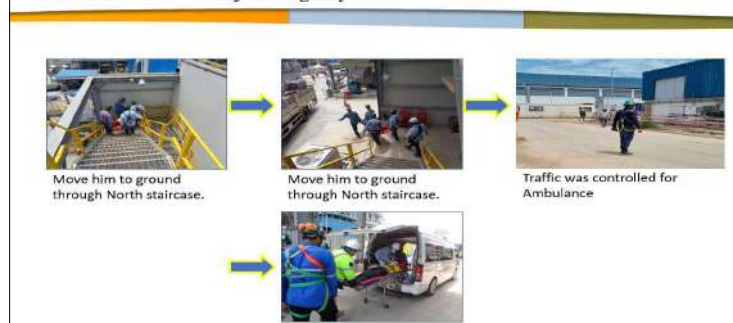 Move him to ground
through North staircase.
Move him to ground
through North staircase.
Traffic was controlled for
Ambulance